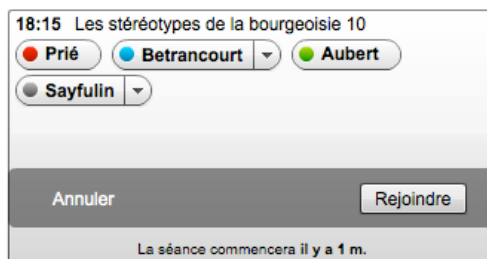 18:15 Les stéréotypes de la bourgeoisie 10
Prié Betrancourt Aubert
Sayfulin
Annuler Rejoindre
La séance commencera il y a 1 m.